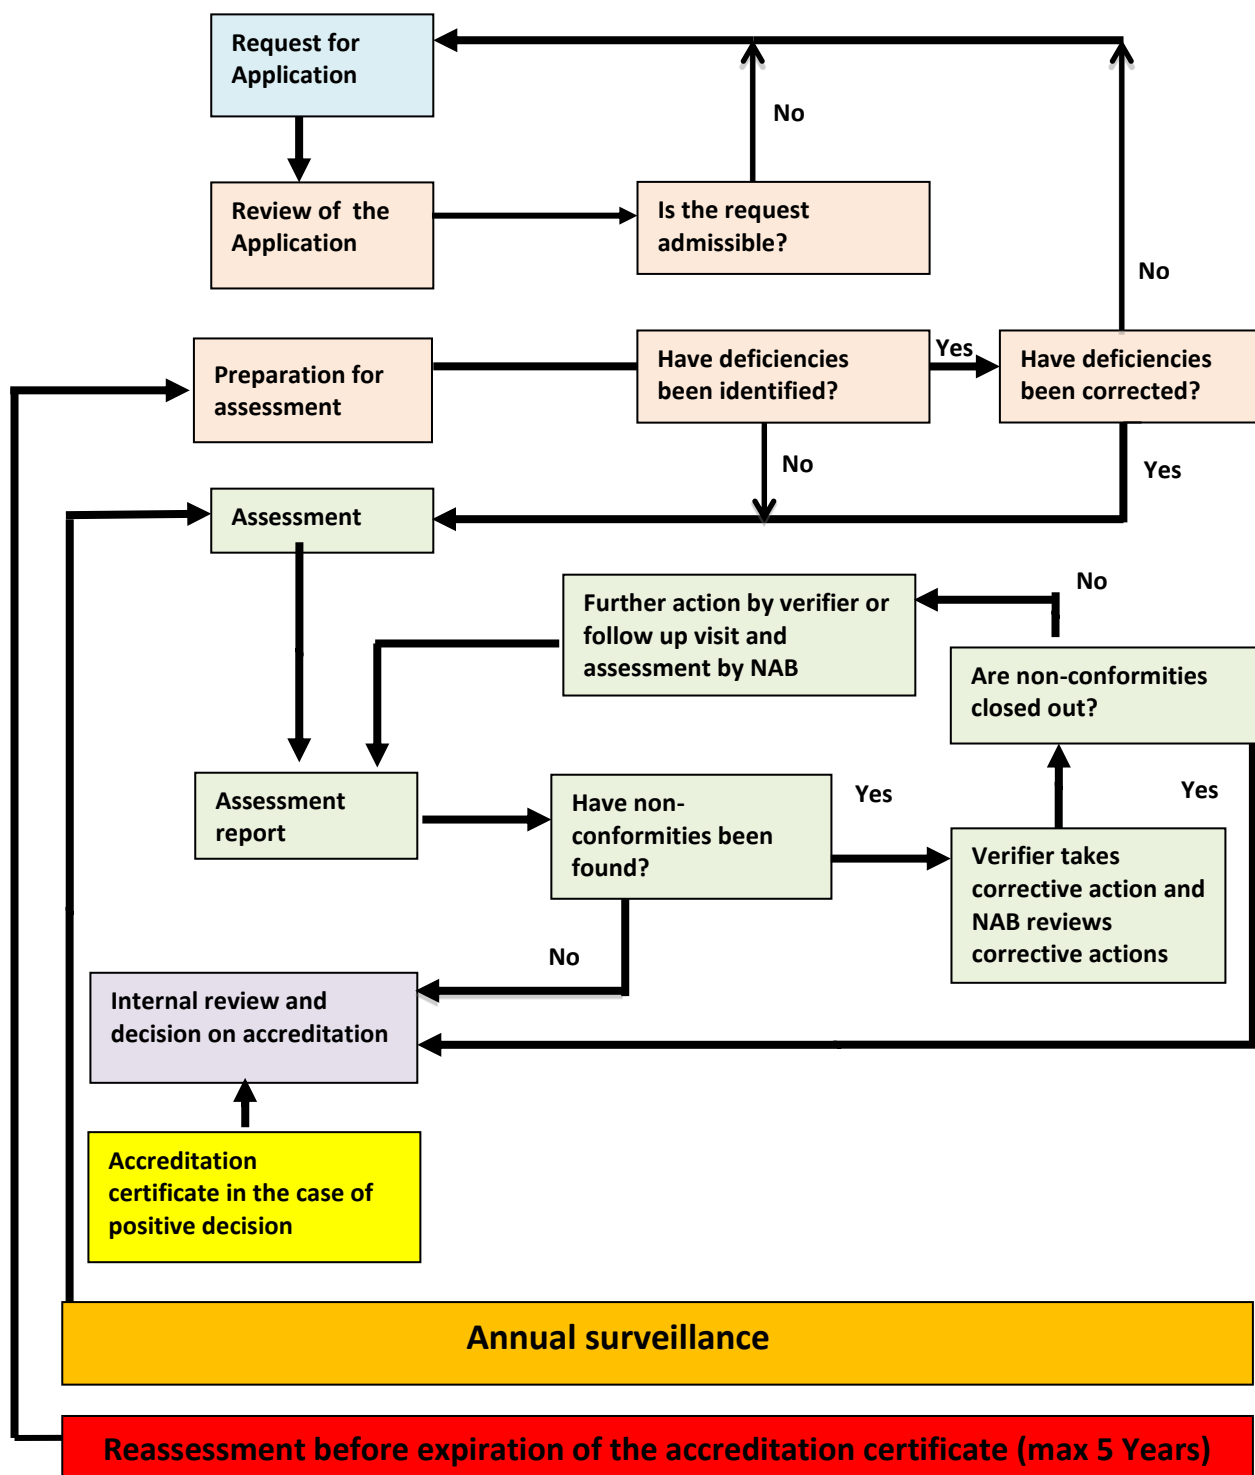 Request for
Application
No
Review of the
Application
Is the request
admissible?
No
Preparation for
assessment
Have deficiencies
been identified?
Yes
Have deficiencies
been corrected?
No
Yes
Assessment
Further action by verifier or
follow up visit and
assessment by NAB
No
Are non-conformities
closed out?
Assessment
report
Have non-
conformities been
found?
Yes
Yes
Verifier takes
corrective action and
NAB reviews
corrective actions
No
Internal review and
decision on accreditation
Accreditation
certificate in the case of
positive decision
Annual surveillance
Reassessment before expiration of the accreditation certificate (max 5 Years)